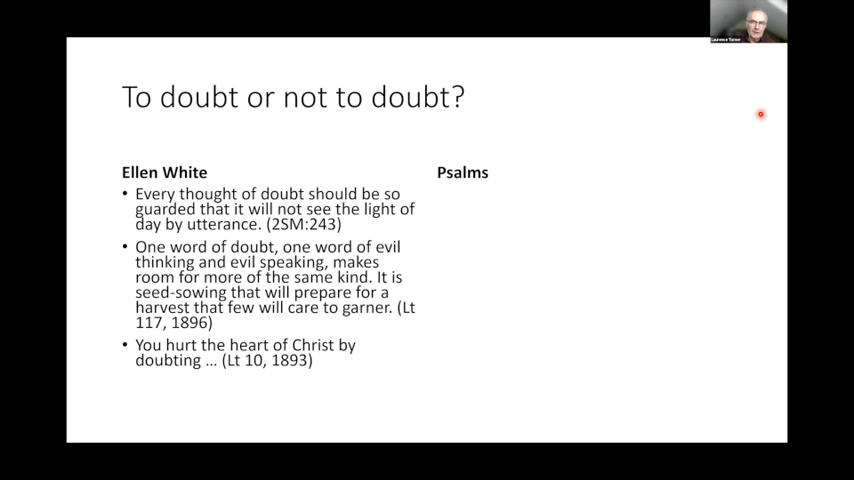 Laurence Turner
To doubt or not to doubt?
Ellen White
• Every thought of doubt should be so
guarded that it will not see the light of
day by utterance. (2SM:243)
• One word of doubt, one word of evil
thinking and evil speaking, makes
room for more of the same kind. It is
seed-sowing that will prepare for a
harvest that few will care to garner. (Lt
117, 1896)
• You hurt the heart of Christ by
doubting ... (Lt 10, 1893)
Psalms